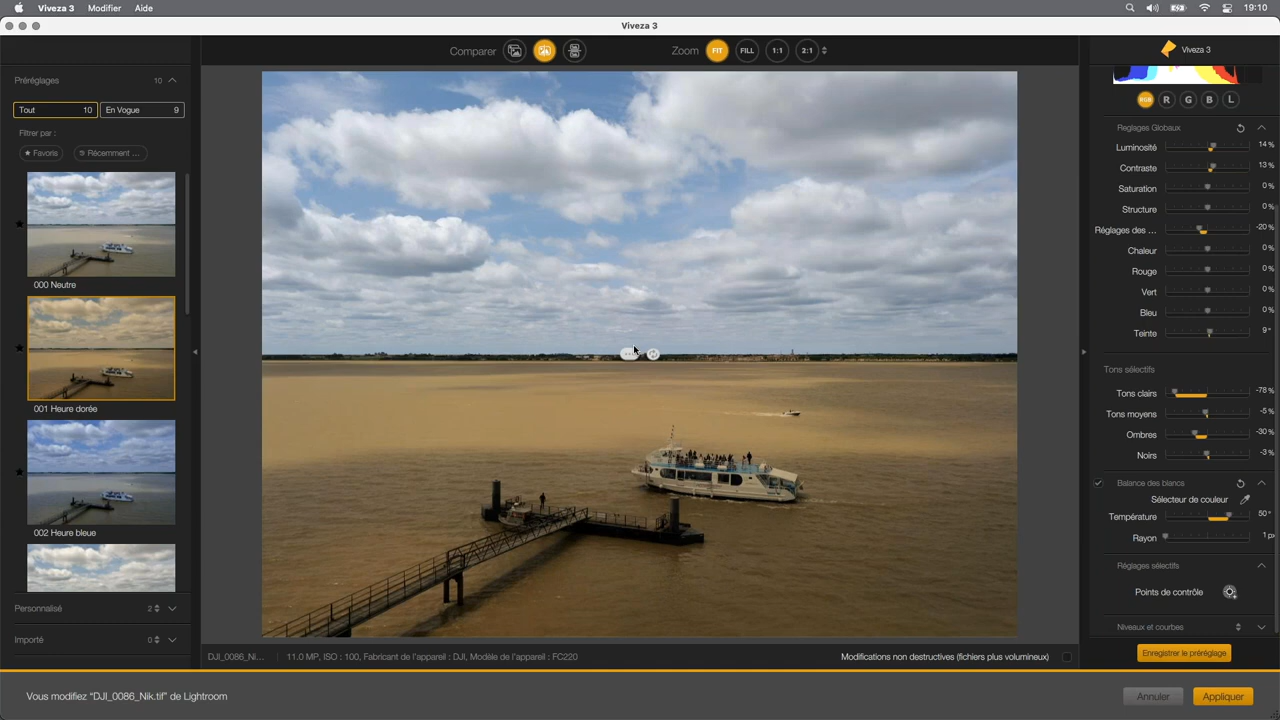 Viveza 3 Modifier Aide 19:10
Viveza 3
Comparer Zoom FIT FILL 1:1 2:1
Viveza 3
Préréglages 10
Tout 10 En Vogue 9
Filtrer par :
★ Favoris Récemment ...
000 Neutre
001 Heure dorée
002 Heure bleue
Personnalisé 2
Importé 0
RGB R G B L
Reglages Globaux
Luminosité 14 %
Contraste 13 %
Saturation 0 %
Structure 0 %
Réglages des ... -20 %
Chaleur 0 %
Rouge 0 %
Vert 0 %
Bleu 0 %
Teinte 9 °
Tons sélectifs
Tons clairs -78 %
Tons moyens -5 %
Ombres -30 %
Noirs -3 %
Balance des blancs
Sélecteur de couleur
Température 50 °
Rayon 1 px
Réglages sélectifs
Points de contrôle
Niveaux et courbes
Enregistrer le préréglage
DJI_0086_Ni... 11.0 MP, ISO : 100, Fabricant de l'appareil : DJI, Modèle de l'appareil : FC220 Modifications non destructives (fichiers plus volumineux)
Vous modifiez “DJI_0086_Nik.tif” de Lightroom Annuler Appliquer